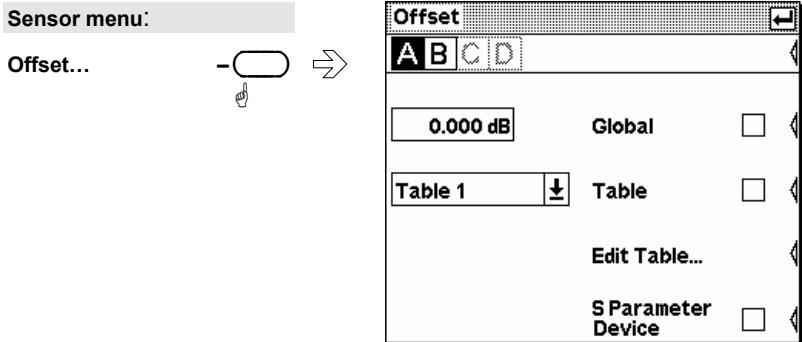 Sensor menu:
Offset…
Offset
A B C D
0.000 dB Global
Table 1 Table
Edit Table...
S Parameter
Device